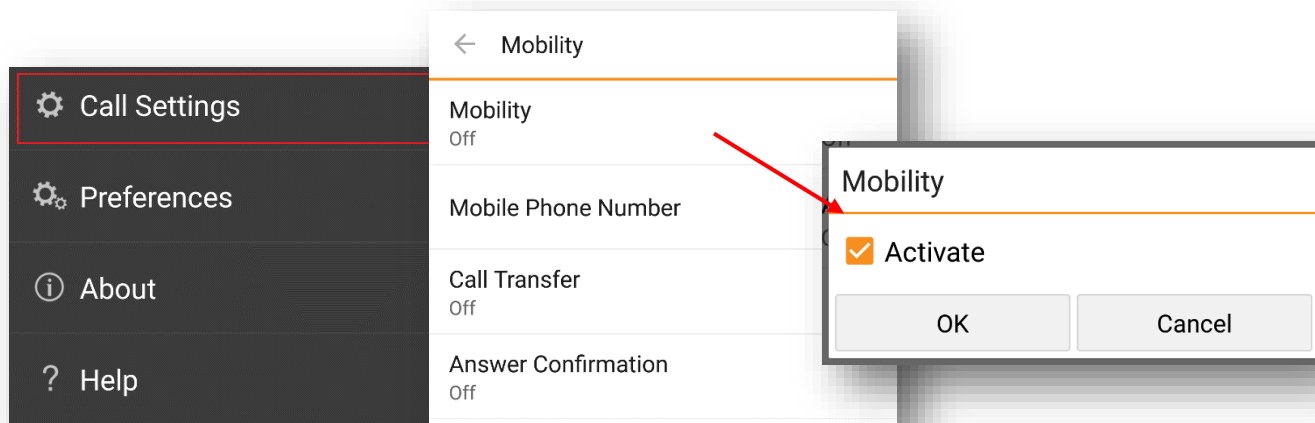 Call Settings
Preferences
About
Help
Mobility
Mobility
Off
Mobile Phone Number
Call Transfer
Off
Answer Confirmation
Off
Mobility
Activate
OK
Cancel